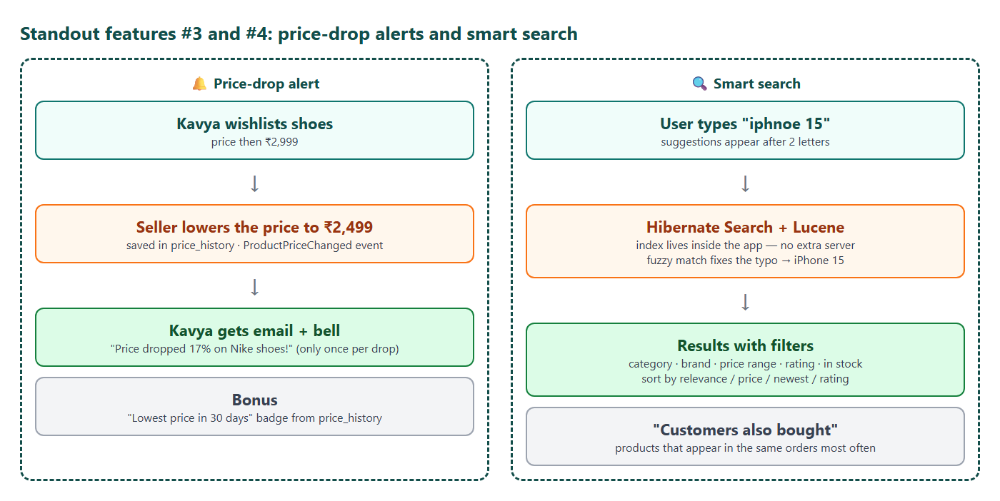 Standout features #3 and #4: price-drop alerts and smart search
🔔 Price-drop alert
Kavya wishlists shoes
price then ₹2,999
↓
Seller lowers the price to ₹2,499
saved in price_history · ProductPriceChanged event
↓
Kavya gets email + bell
"Price dropped 17% on Nike shoes!" (only once per drop)
Bonus
"Lowest price in 30 days" badge from price_history
🔍 Smart search
User types "iphnoe 15"
suggestions appear after 2 letters
↓
Hibernate Search + Lucene
index lives inside the app — no extra server
fuzzy match fixes the typo → iPhone 15
↓
Results with filters
category · brand · price range · rating · in stock
sort by relevance / price / newest / rating
"Customers also bought"
products that appear in the same orders most often